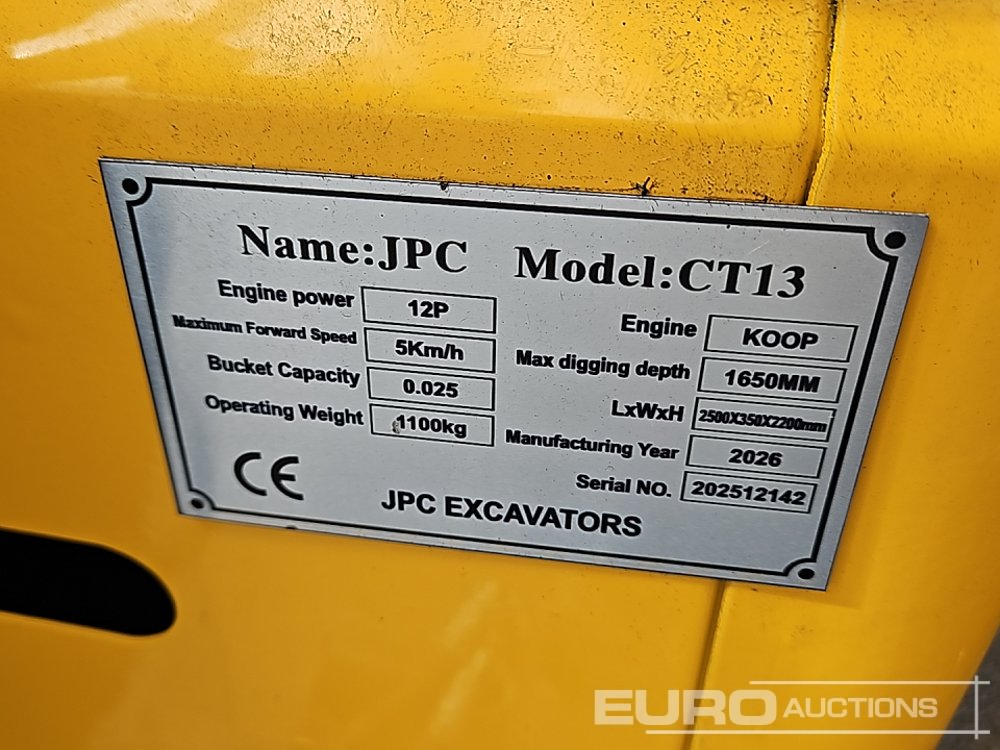 Name:JPC Model:CT13
Engine power 12P
Maximum Forward Speed 5Km/h
Bucket Capacity 0.025
Operating Weight 1100kg
Engine KOOP
Max digging depth 1650MM
LxWxH 2500X350X2200mm
Manufacturing Year 2026
Serial NO. 202512142
CE
JPC EXCAVATORS
EURO AUCTIONS